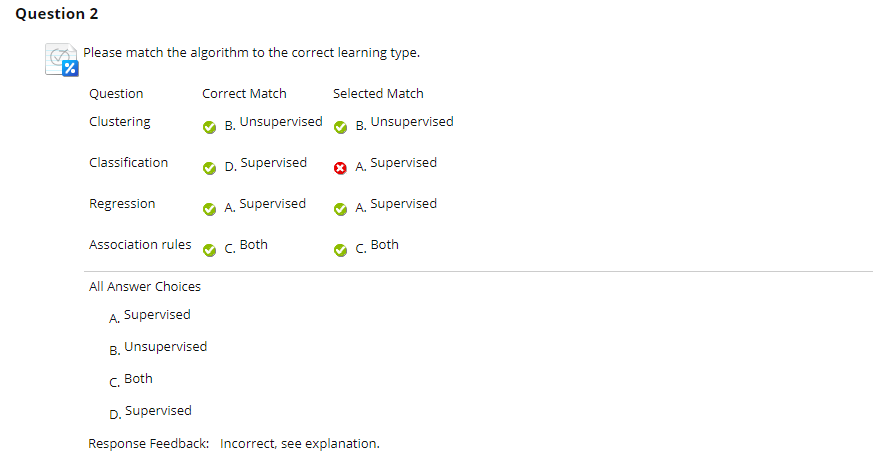 Question 2
Please match the algorithm to the correct learning type.
Question Correct Match Selected Match
Clustering B. Unsupervised B. Unsupervised
Classification D. Supervised A. Supervised
Regression A. Supervised A. Supervised
Association rules C. Both C. Both
All Answer Choices
A. Supervised
B. Unsupervised
C. Both
D. Supervised
Response Feedback: Incorrect, see explanation.